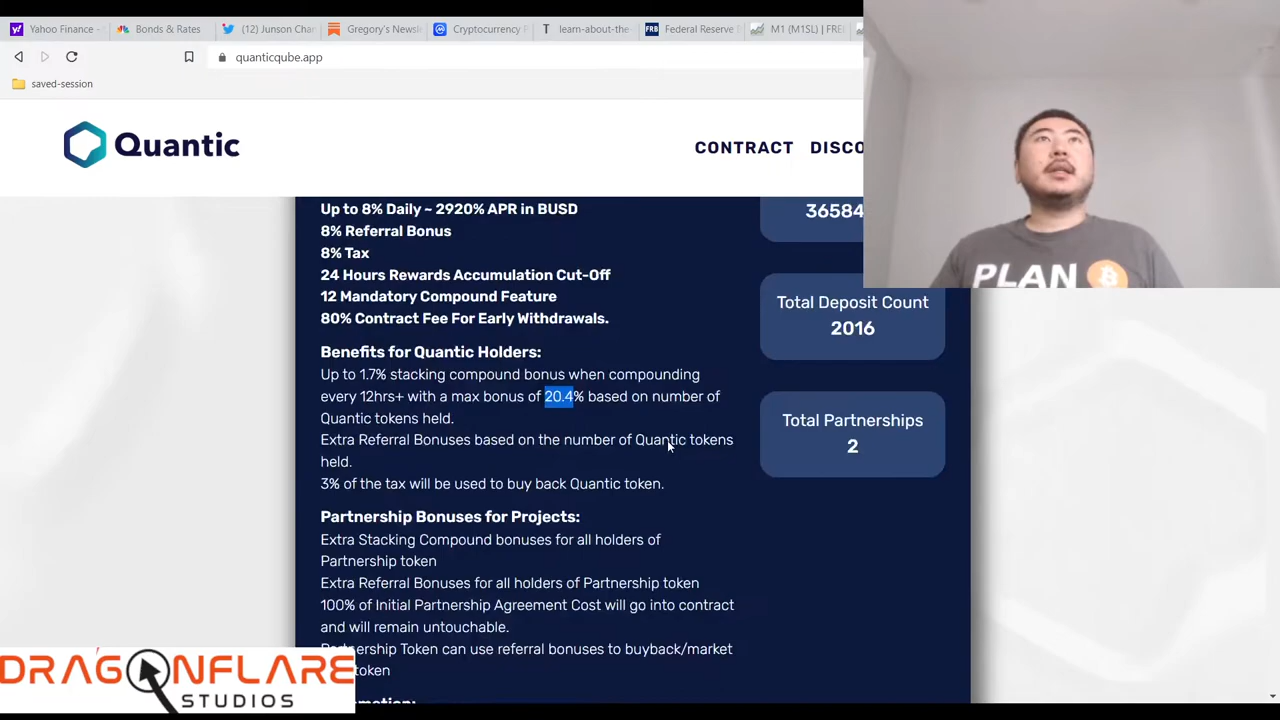 Yahoo Finance -
Bonds & Rates
(12) Junson Char
Gregory's Newsl
Cryptocurrency
learn-about-the
FRB
Federal Reserve
M1 (M1SL) | FRE
quanticqube.app
saved-session
Quantic
CONTRACT DISCO
Up to 8% Daily ~ 2920% APR in BUSD
8% Referral Bonus
8% Tax
24 Hours Rewards Accumulation Cut-Off
12 Mandatory Compound Feature
80% Contract Fee For Early Withdrawals.
Benefits for Quantic Holders:
Up to 1.7% stacking compound bonus when compounding
every 12hrs+ with a max bonus of 20.4% based on number of
Quantic tokens held.
Extra Referral Bonuses based on the number of Quantic tokens
held.
3% of the tax will be used to buy back Quantic token.
Partnership Bonuses for Projects:
Extra Stacking Compound bonuses for all holders of
Partnership token
Extra Referral Bonuses for all holders of Partnership token
100% of Initial Partnership Agreement Cost will go into contract
and will remain untouchable.
Partnership Token can use referral bonuses to buyback/market
token
36584
Total Deposit Count
2016
Total Partnerships
2
PLAN B
DRAGONFLARE
STUDIOS